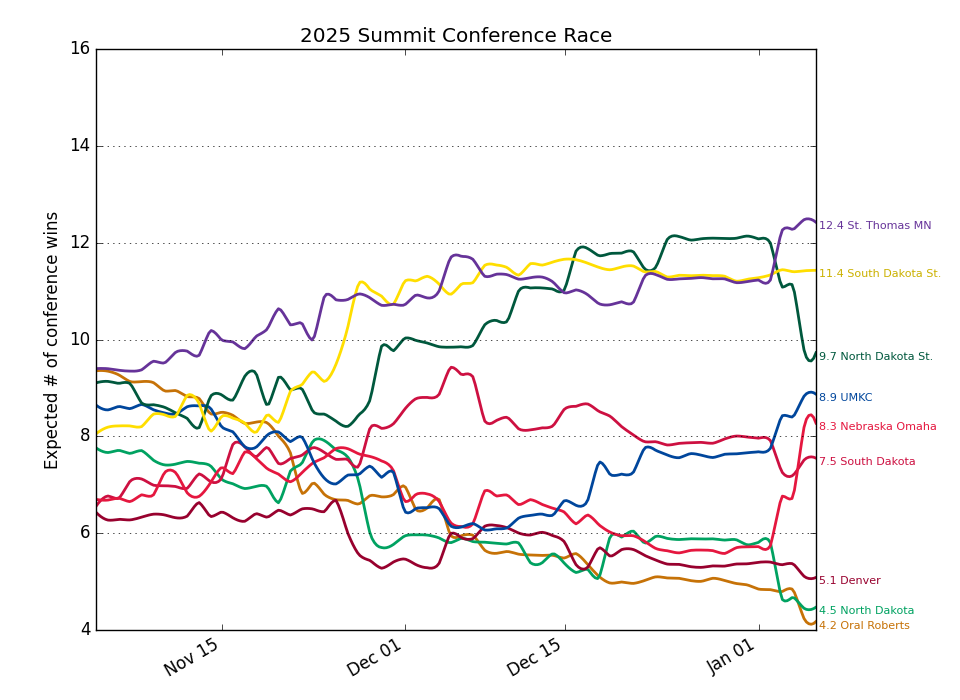 2025 Summit Conference Race
Expected # of conference wins
16
14
12
10
8
6
4
Nov 15
Dec 01
Dec 15
Jan 01
12.4 St. Thomas MN
11.4 South Dakota St.
9.7 North Dakota St.
8.9 UMKC
8.3 Nebraska Omaha
7.5 South Dakota
5.1 Denver
4.5 North Dakota
4.2 Oral Roberts